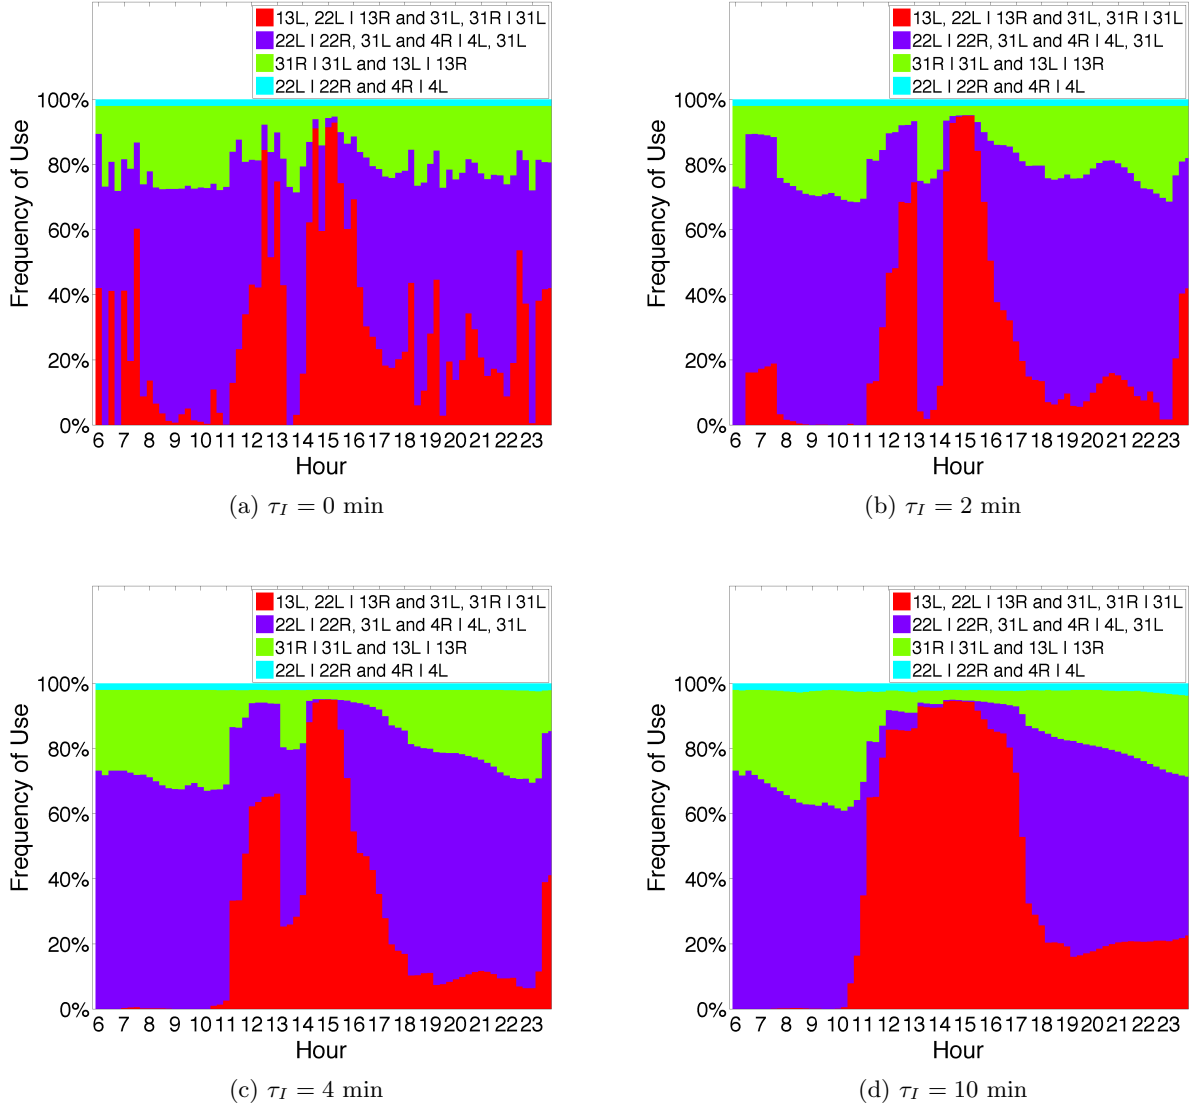 13L, 22L | 13R and 31L, 31R | 31L
22L | 22R, 31L and 4R | 4L, 31L
31R | 31L and 13L | 13R
22L | 22R and 4R | 4L
100%
80%
60%
40%
20%
0%
Frequency of Use
6 7 8 9 10 11 12 13 14 15 16 17 18 19 20 21 22 23
Hour
(a) τI = 0 min
13L, 22L | 13R and 31L, 31R | 31L
22L | 22R, 31L and 4R | 4L, 31L
31R | 31L and 13L | 13R
22L | 22R and 4R | 4L
100%
80%
60%
40%
20%
0%
Frequency of Use
6 7 8 9 10 11 12 13 14 15 16 17 18 19 20 21 22 23
Hour
(b) τI = 2 min
13L, 22L | 13R and 31L, 31R | 31L
22L | 22R, 31L and 4R | 4L, 31L
31R | 31L and 13L | 13R
22L | 22R and 4R | 4L
100%
80%
60%
40%
20%
0%
Frequency of Use
6 7 8 9 10 11 12 13 14 15 16 17 18 19 20 21 22 23
Hour
(c) τI = 4 min
13L, 22L | 13R and 31L, 31R | 31L
22L | 22R, 31L and 4R | 4L, 31L
31R | 31L and 13L | 13R
22L | 22R and 4R | 4L
100%
80%
60%
40%
20%
0%
Frequency of Use
6 7 8 9 10 11 12 13 14 15 16 17 18 19 20 21 22 23
Hour
(d) τI = 10 min